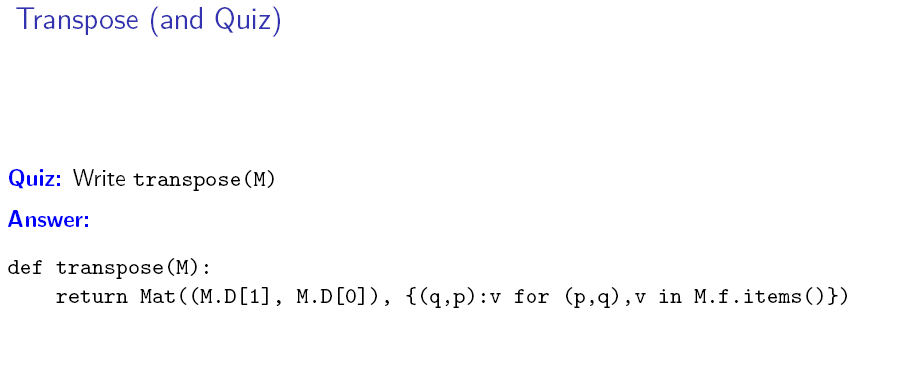 Transpose (and Quiz)
Quiz: Write transpose(M)
Answer:
def transpose(M):
    return Mat((M.D[1], M.D[0]), {(q,p):v for (p,q),v in M.f.items()})